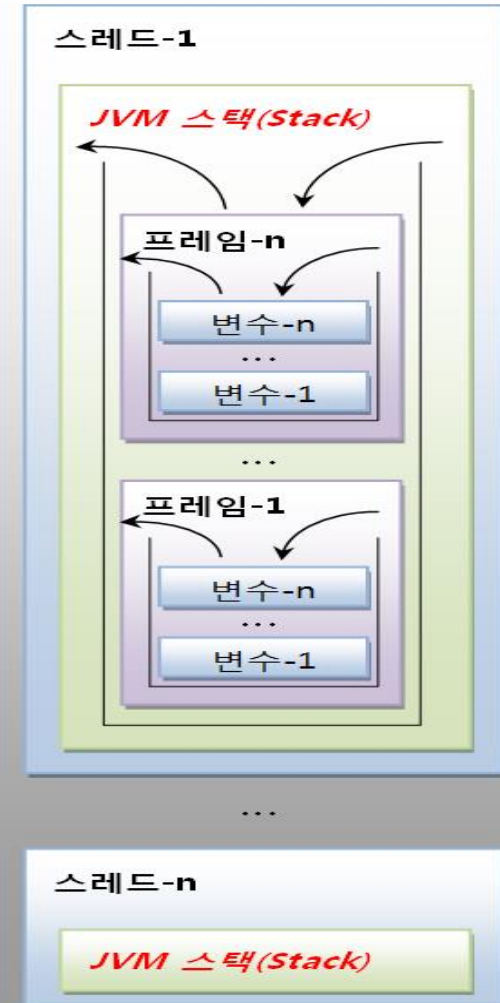 스레드-1
JVM 스택(Stack)
프레임-n
변수-n
...
변수-1
...
프레임-1
변수-n
...
변수-1
...
스레드-n
JVM 스택(Stack)